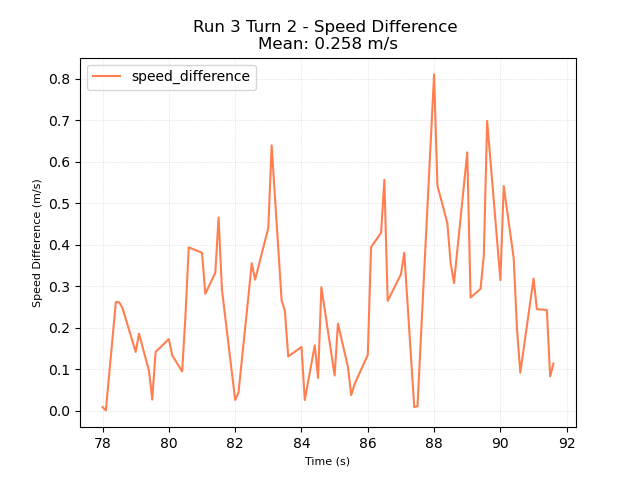 Run 3 Turn 2 - Speed Difference
Mean: 0.258 m/s
speed_difference
Speed Difference (m/s)
0.8
0.7
0.6
0.5
0.4
0.3
0.2
0.1
0.0
78 80 82 84 86 88 90 92
Time (s)